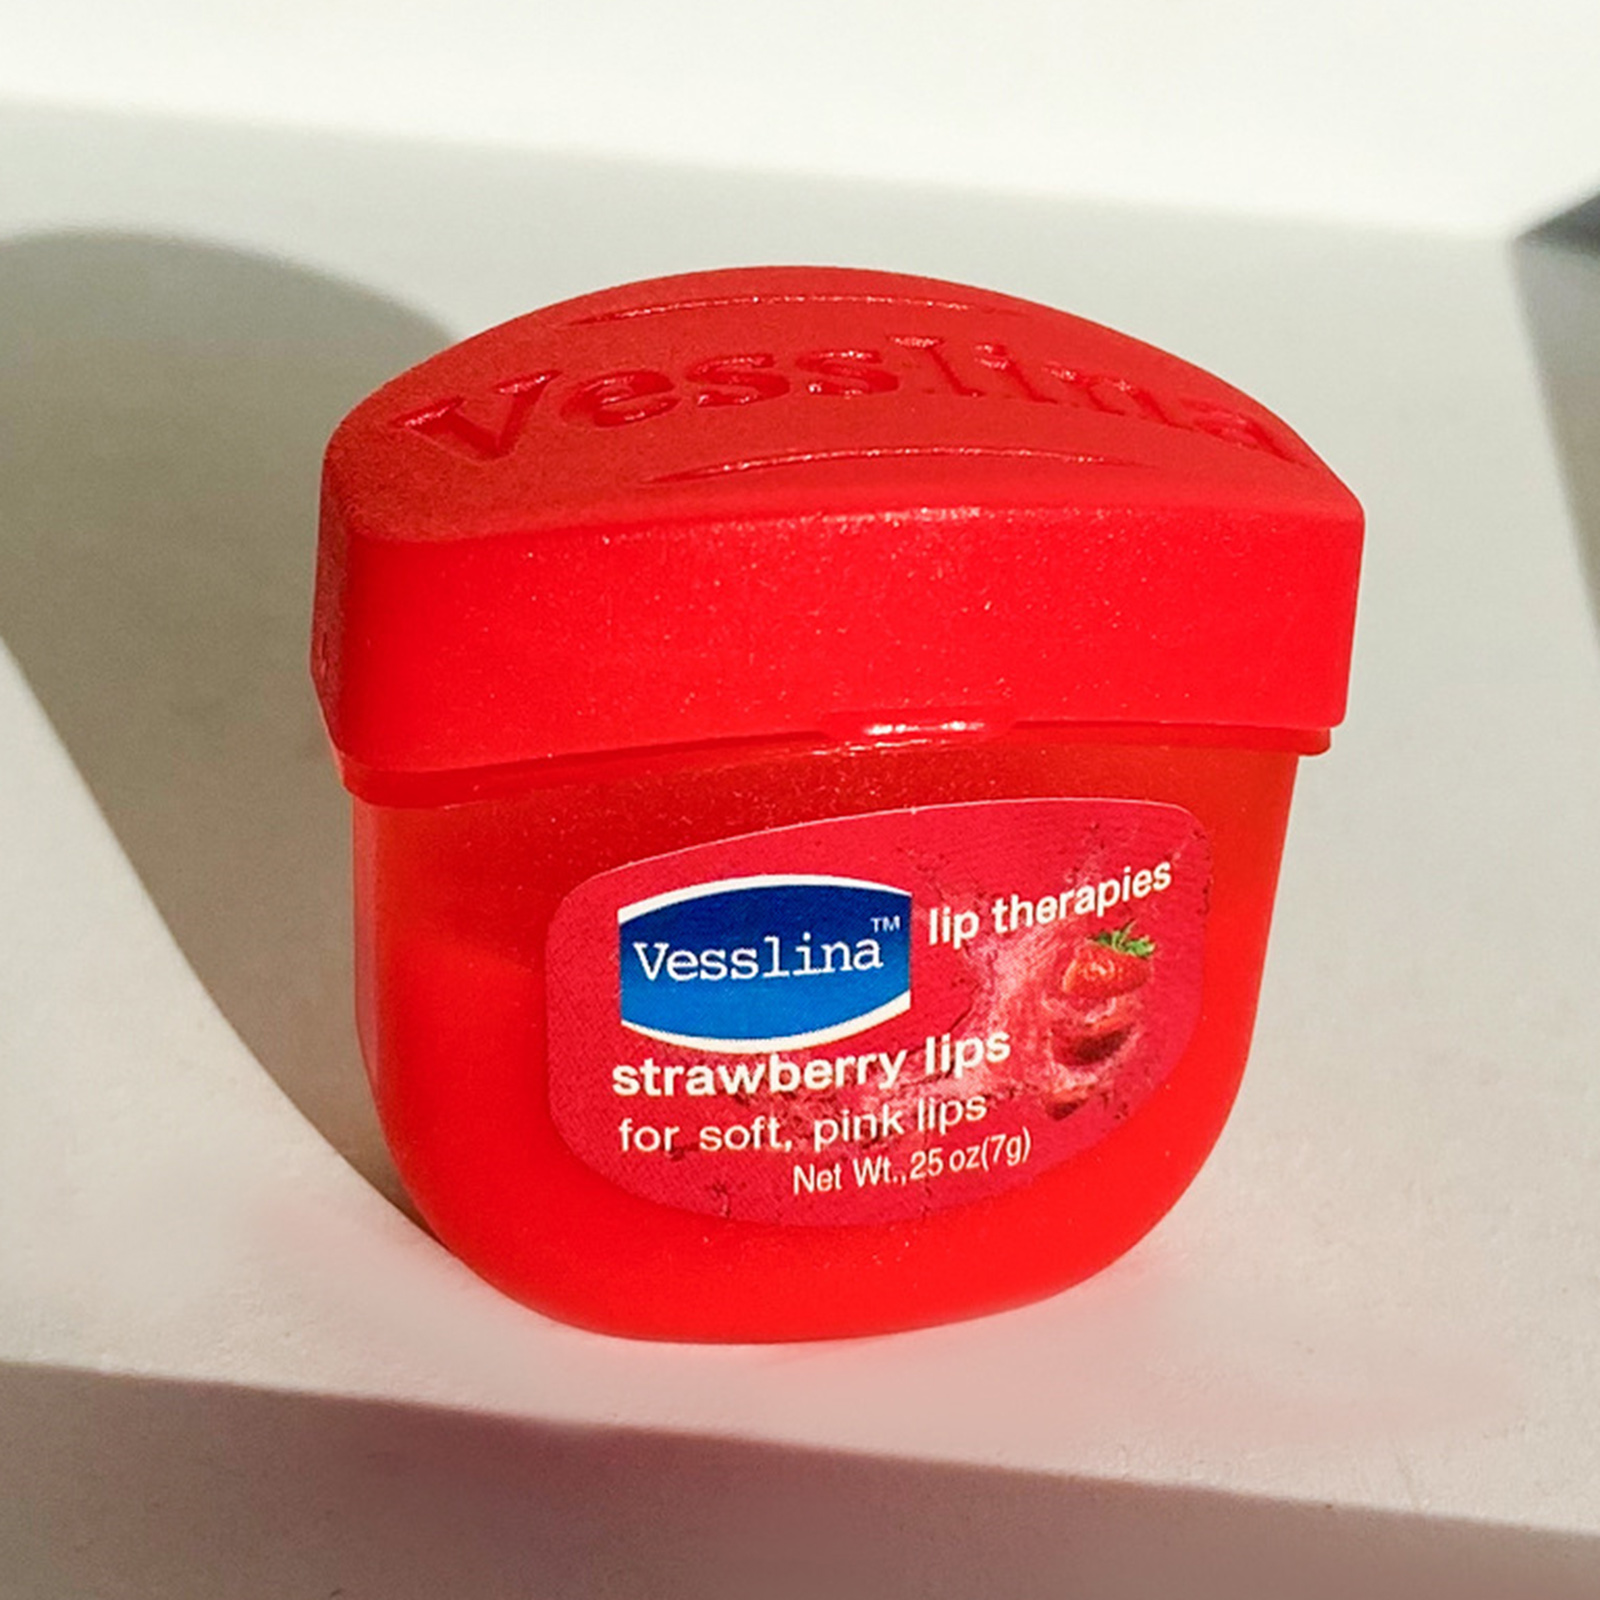 Vesslina
Vesslina™
lip therapies
strawberry lips
for soft, pink lips
Net Wt.,25 oz(7g)